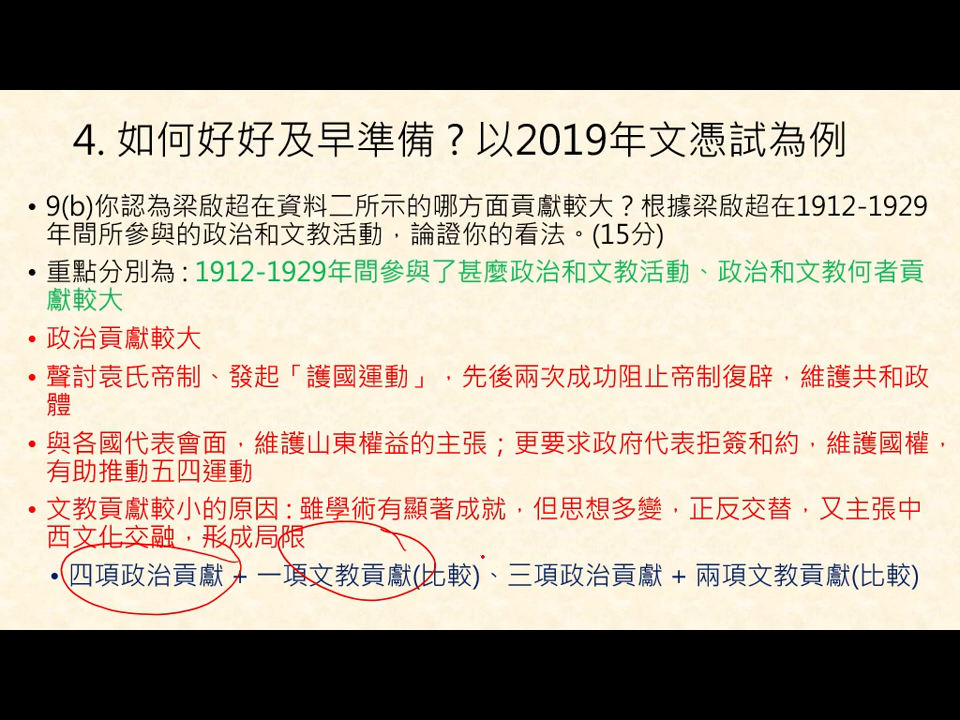 4. 如何好好及早準備？以2019年文憑試為例
• 9(b)你認為梁啟超在資料二所示的哪方面貢獻較大？根據梁啟超在1912-1929
年間所參與的政治和文教活動，論證你的看法。(15分)
• 重點分別為 : 1912-1929年間參與了甚麼政治和文教活動、政治和文教何者貢
獻較大
• 政治貢獻較大
• 聲討袁氏帝制、發起「護國運動」，先後兩次成功阻止帝制復辟，維護共和政
體
• 與各國代表會面，維護山東權益的主張；更要求政府代表拒簽和約，維護國權，
有助推動五四運動
• 文教貢獻較小的原因 : 雖學術有顯著成就，但思想多變，正反交替，又主張中
西文化交融，形成局限
• 四項政治貢獻 + 一項文教貢獻(比較)、三項政治貢獻 + 兩項文教貢獻(比較)